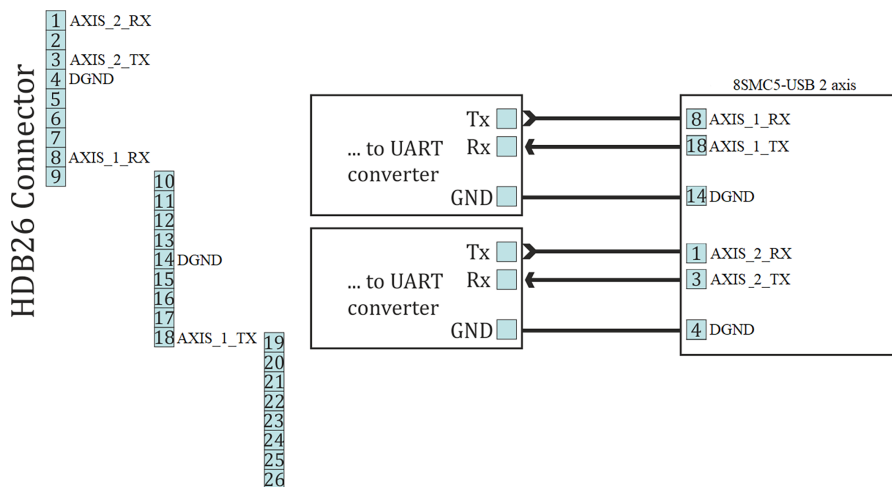 HDB26 Connector
1 AXIS_2_RX
2
3 AXIS_2_TX
4 DGND
5
6
7
8 AXIS_1_RX
9
10
11
12
13
14 DGND
15
16
17
18 AXIS_1_TX
19
20
21
22
23
24
25
26
... to UART
converter
Tx
Rx
GND
... to UART
converter
Tx
Rx
GND
8SMC5-USB 2 axis
8 AXIS_1_RX
18 AXIS_1_TX
14 DGND
1 AXIS_2_RX
3 AXIS_2_TX
4 DGND